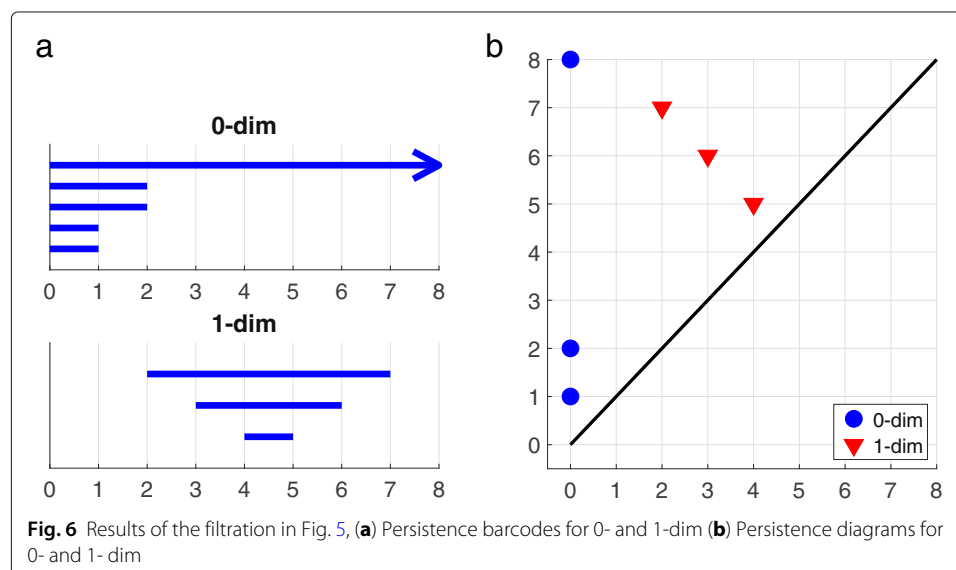 a
0-dim
0 1 2 3 4 5 6 7 8
1-dim
0 1 2 3 4 5 6 7 8
b
8
7
6
5
4
3
2
1
0
0 1 2 3 4 5 6 7 8
0-dim
1-dim
Fig. 6 Results of the filtration in Fig. 5, (a) Persistence barcodes for 0- and 1-dim (b) Persistence diagrams for
0- and 1- dim